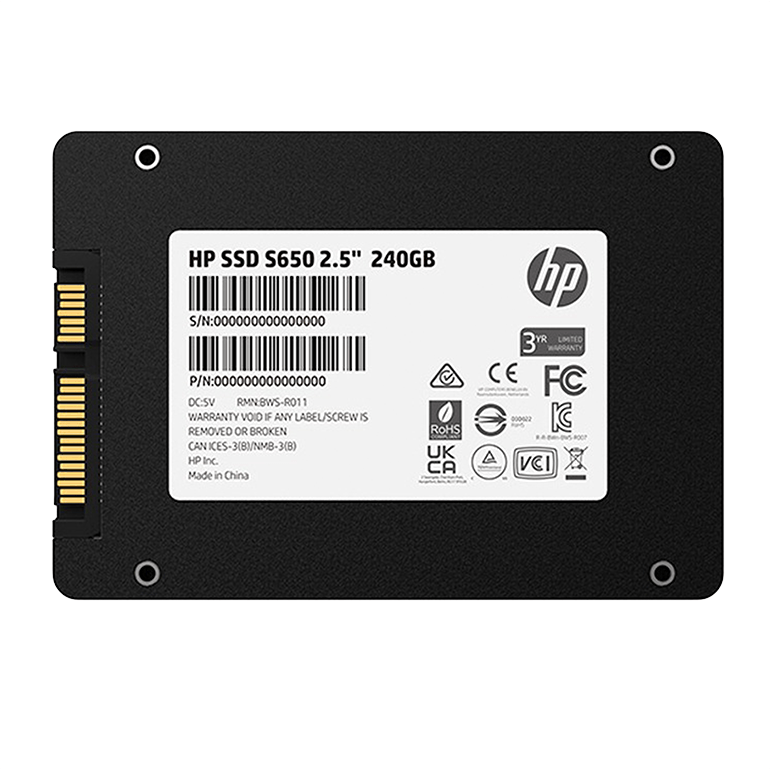 HP SSD S650 2.5" 240GB
hp
S/N:000000000000000
3YR LIMITED WARRANTY
P/N:000000000000000
CE
FC
DC:5V RMN:BWS-R011
WARRANTY VOID IF ANY LABEL/SCREW IS
REMOVED OR BROKEN
CAN ICES-3(B)/NMB-3(B)
HP Inc.
Made in China
RoHS
COMPLIANT
RoHS
UK
CA
VCI